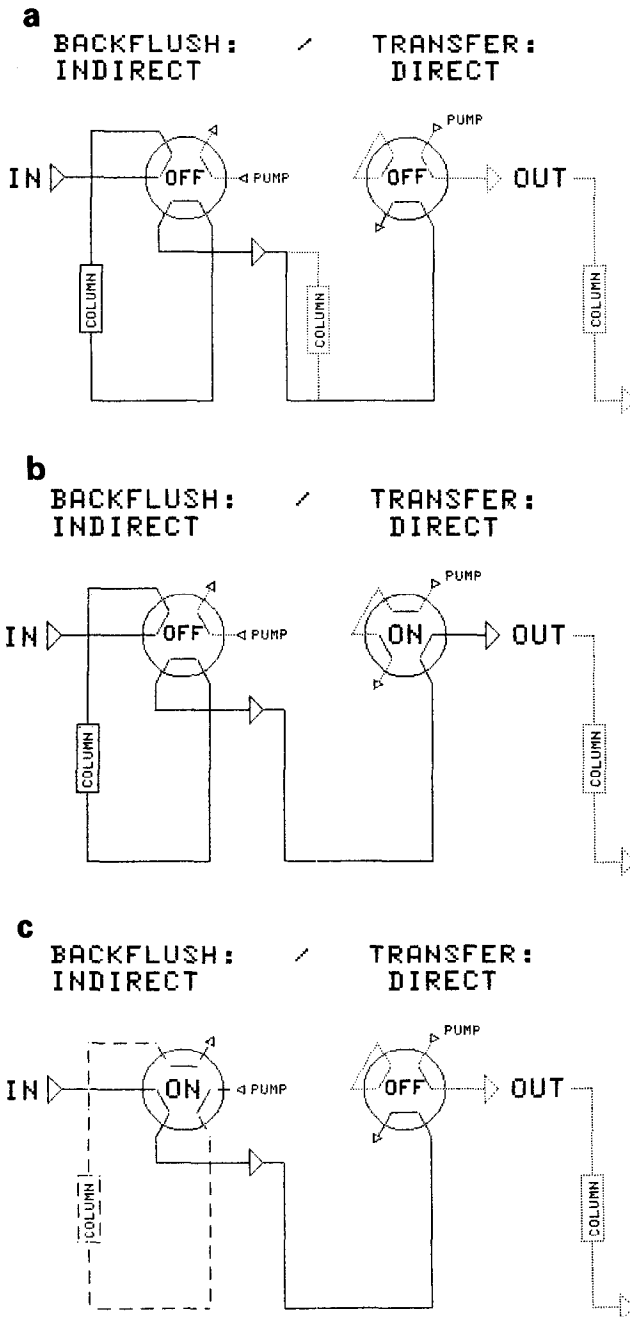 a
BACKFLUSH: / TRANSFER:
INDIRECT DIRECT
PUMP
IN OFF PUMP OFF OUT
COLUMN COLUMN COLUMN
b
BACKFLUSH: / TRANSFER:
INDIRECT DIRECT
PUMP
IN OFF PUMP ON OUT
COLUMN COLUMN
c
BACKFLUSH: / TRANSFER:
INDIRECT DIRECT
PUMP
IN ON PUMP OFF OUT
COLUMN COLUMN